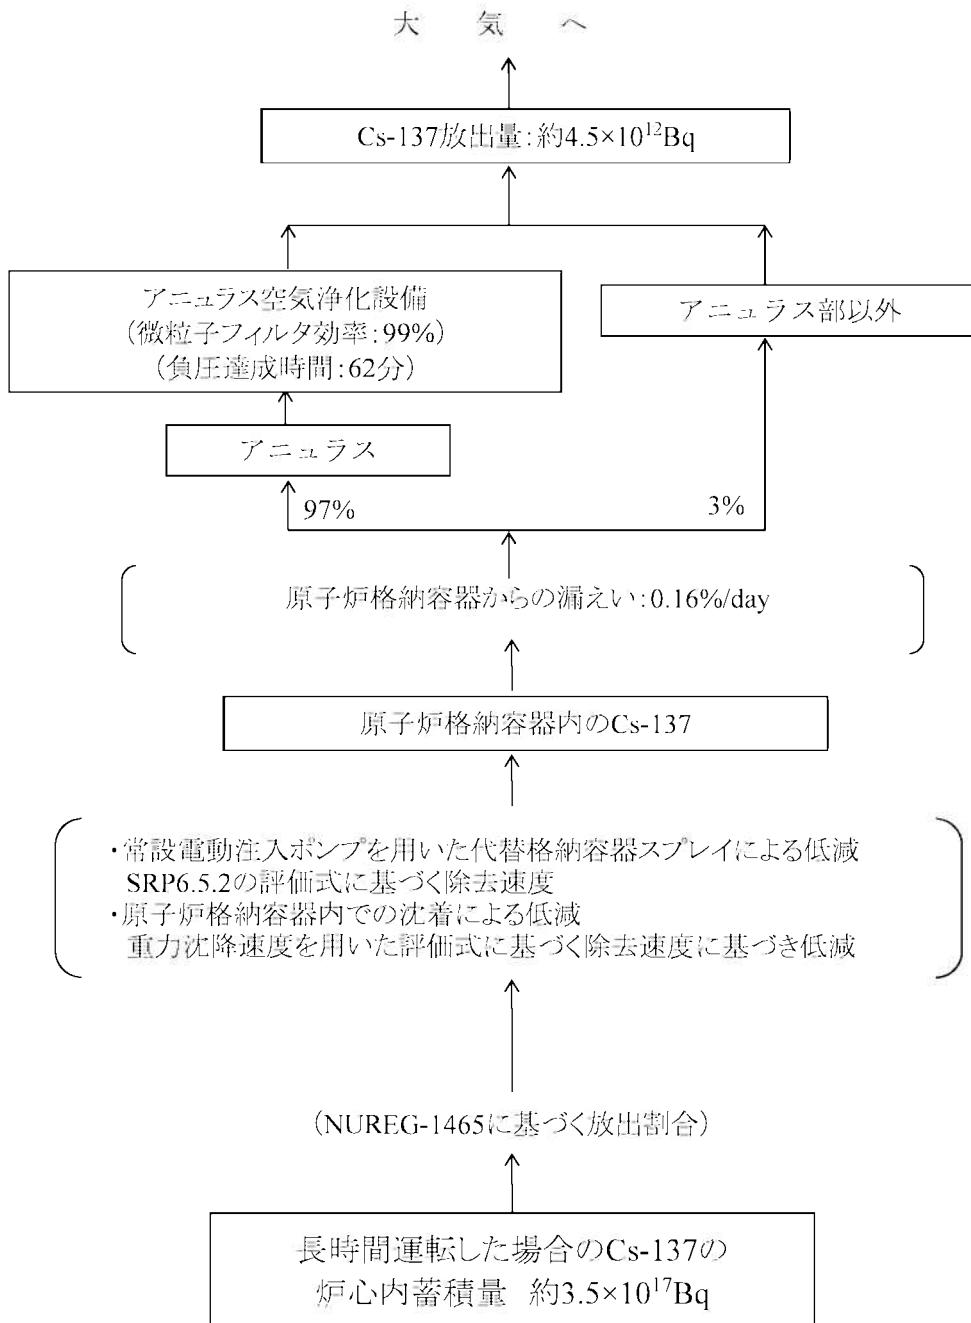 大　気　へ
Cs-137放出量：約4.5×10¹²Bq
アニュラス空気浄化設備
（微粒子フィルタ効率：99%）
（負圧達成時間：62分）
アニュラス部以外
アニュラス
97%
3%
原子炉格納容器からの漏えい：0.16%/day
原子炉格納容器内のCs-137
・常設電動注入ポンプを用いた代替格納容器スプレイによる低減
SRP6.5.2の評価式に基づく除去速度
・原子炉格納容器内での沈着による低減
重力沈降速度を用いた評価式に基づく除去速度に基づき低減
（NUREG-1465に基づく放出割合）
長時間運転した場合のCs-137の
炉心内蓄積量　約3.5×10¹⁷Bq